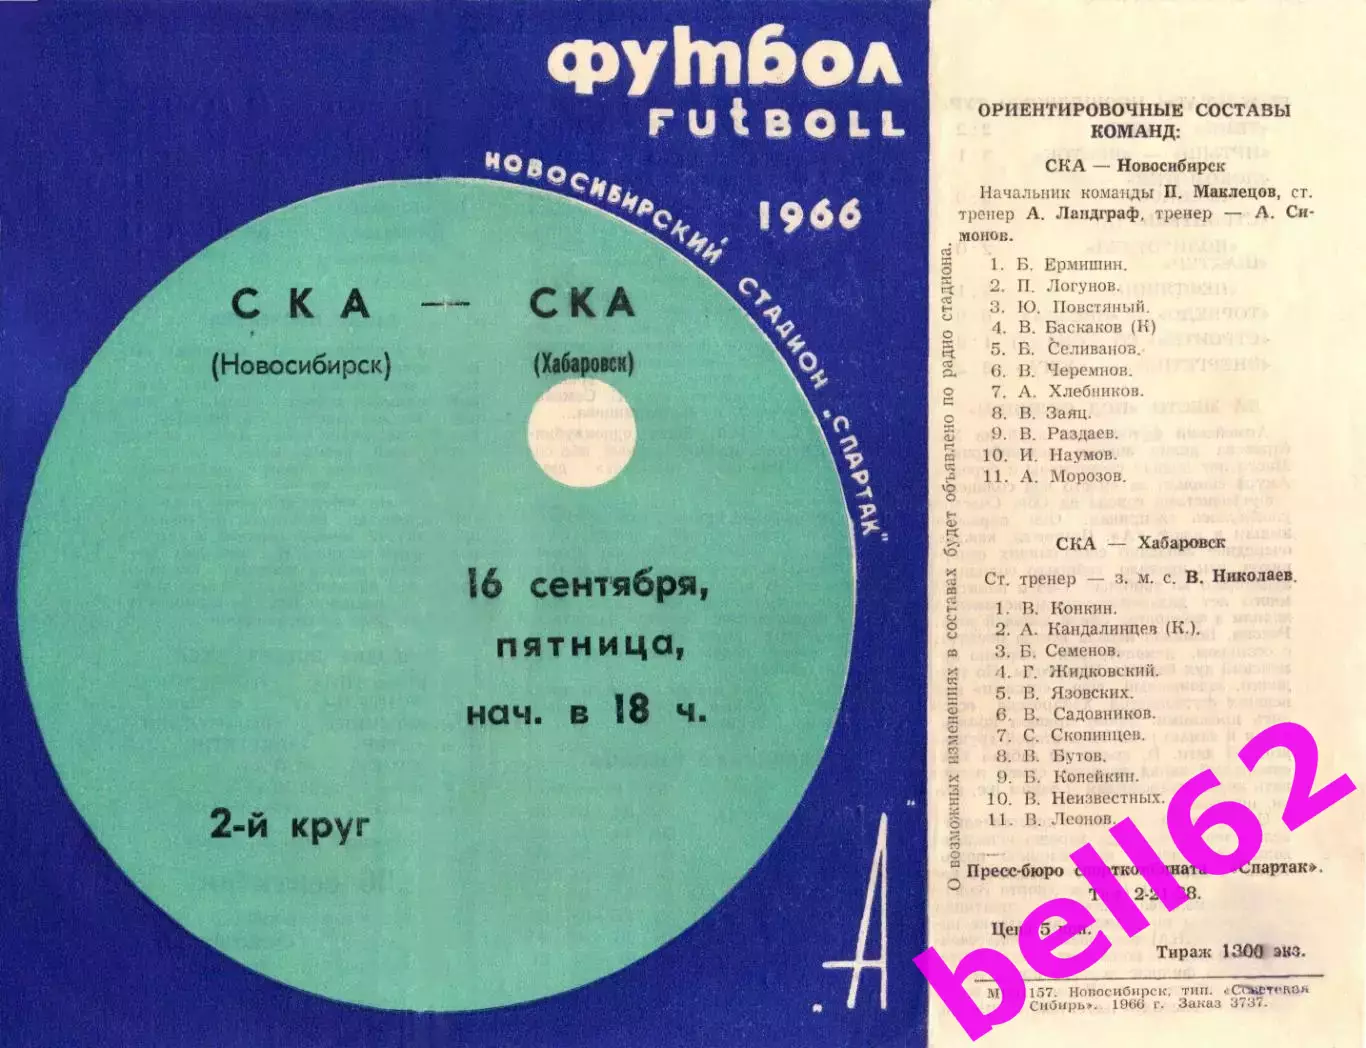 футбол
FUTBOLL
НОВОСИБИРСКИЙ СТАДИОН „СПАРТАК"
1966
СКА — СКА
(Новосибирск) (Хабаровск)
16 сентября,
пятница,
нач. в 18 ч.
2-й круг
„А"
О возможных изменениях в составах будет объявлено по радио стадиона.
ОРИЕНТИРОВОЧНЫЕ СОСТАВЫ
КОМАНД:
СКА — Новосибирск
Начальник команды П. Маклецов, ст.
тренер А. Ландграф, тренер — А. Си-
монов.
1. Б. Ермишин.
2. П. Логунов.
3. Ю. Повстяный.
4. В. Баскаков (К)
5. Б. Селиванов.
6. В. Черемнов.
7. А. Хлебников.
8. В. Заяц.
9. В. Раздаев.
10. И. Наумов.
11. А. Морозов.
СКА — Хабаровск
Ст. тренер — з. м. с. В. Николаев.
1. В. Конкин.
2. А. Кандалинцев (К.).
3. Б. Семенов.
4. Г. Жидковский.
5. В. Язовских.
6. В. Садовников.
7. С. Скопинцев.
8. В. Бутов.
9. Б. Копейкин.
10. В. Неизвестных.
11. В. Леонов.
Пресс-бюро спорткомбината «Спартак».
Цена 5 коп.
Тираж 1300 экз.
157. Новосибирск, тип. «Советская
Сибирь». 1966 г. Заказ 3737.
bell62